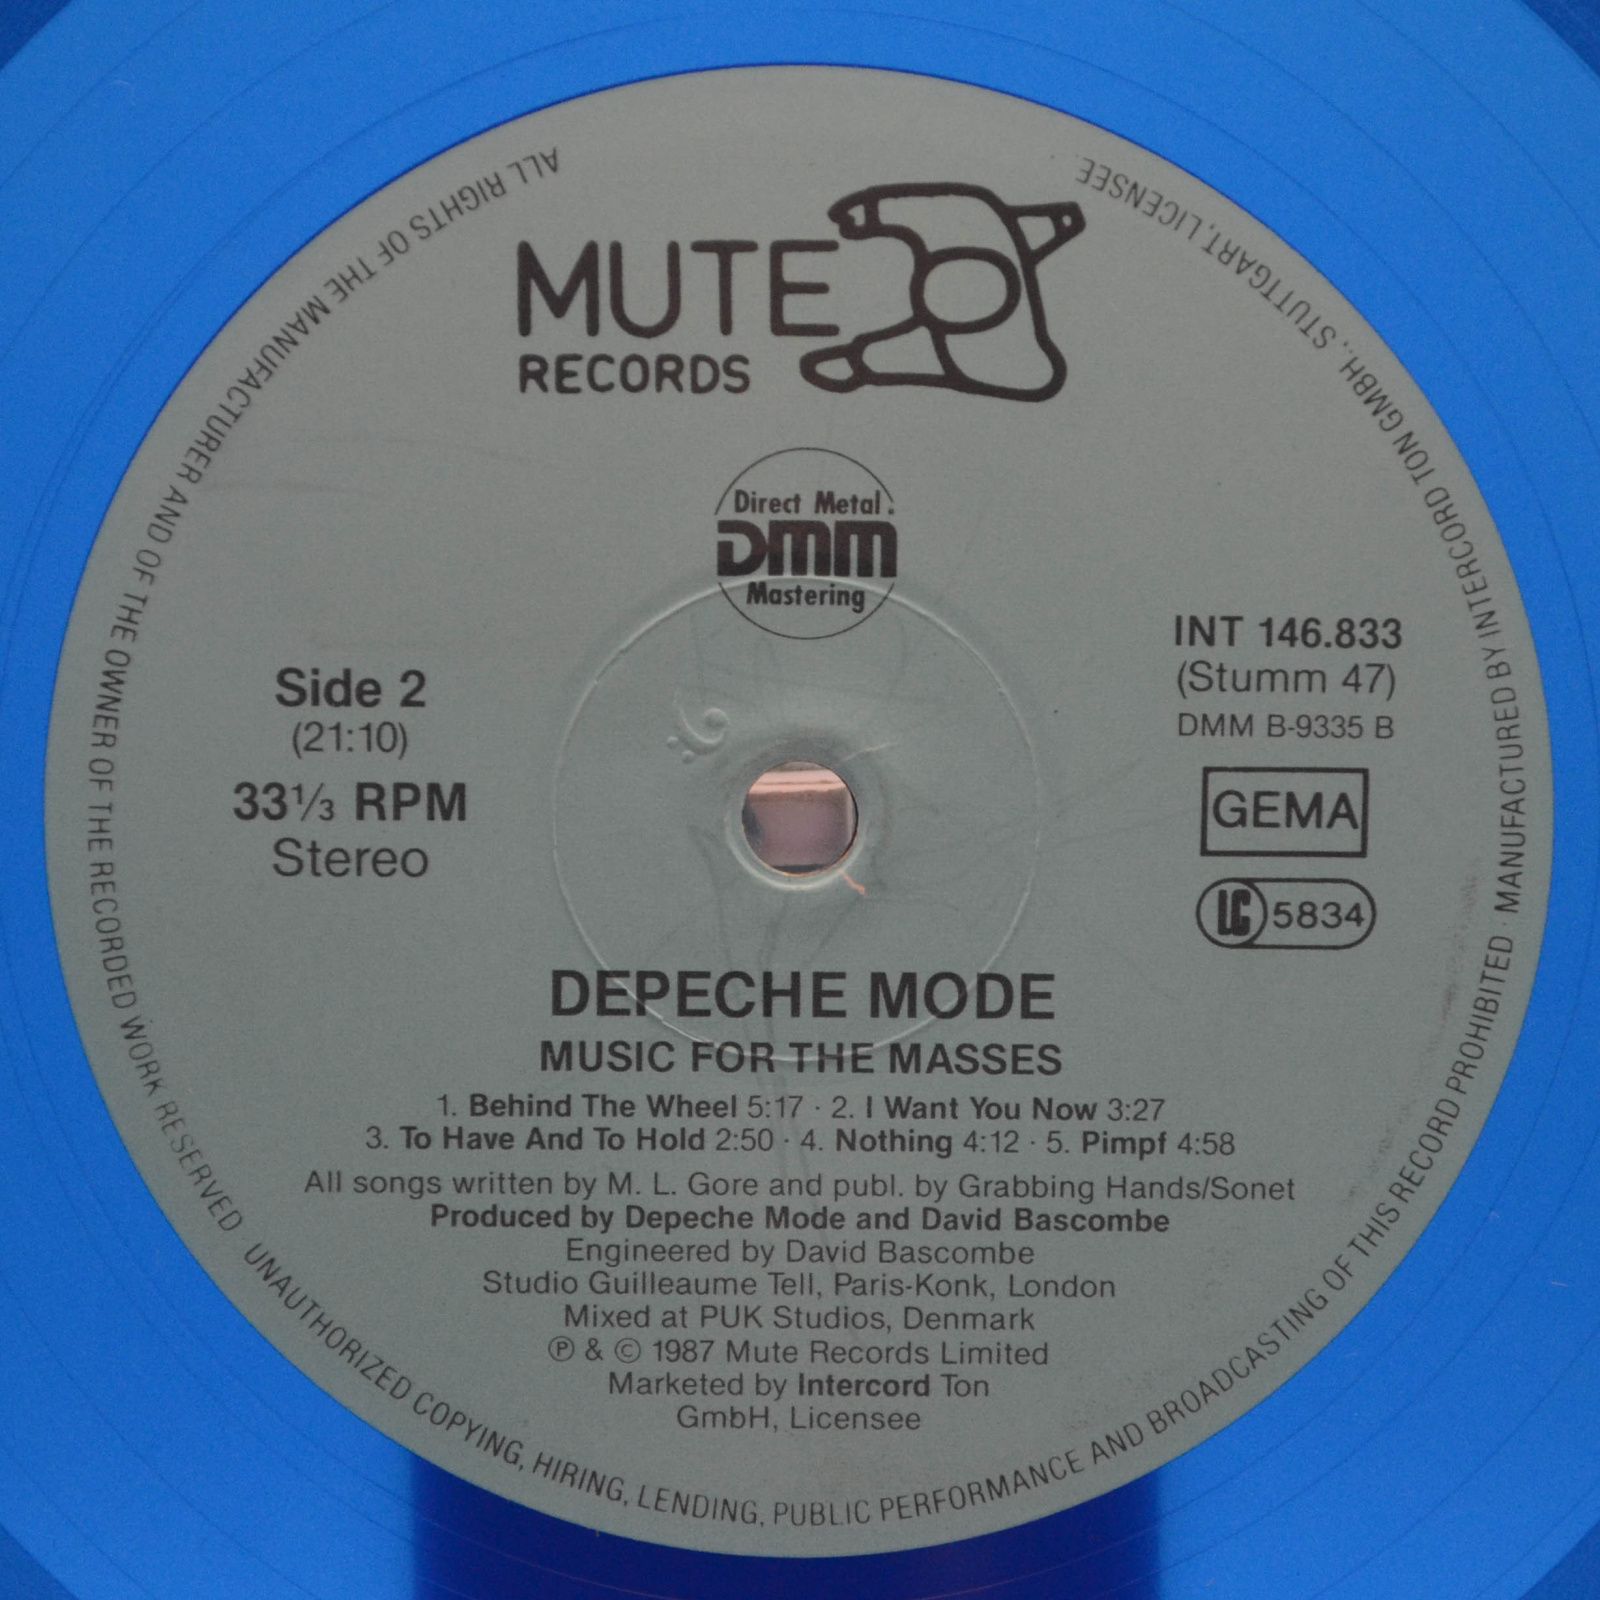 MUTE
RECORDS
Direct Metal
DMM
Mastering
Side 2
(21:10)
33⅓ RPM
Stereo
INT 146.833
(Stumm 47)
DMM B-9335 B
GEMA
LC 5834
DEPECHE MODE
MUSIC FOR THE MASSES
1. Behind The Wheel 5:17 · 2. I Want You Now 3:27
3. To Have And To Hold 2:50 · 4. Nothing 4:12 · 5. Pimpf 4:58
All songs written by M. L. Gore and publ. by Grabbing Hands/Sonet
Produced by Depeche Mode and David Bascombe
Engineered by David Bascombe
Studio Guilleaume Tell, Paris-Konk, London
Mixed at PUK Studios, Denmark
℗ & © 1987 Mute Records Limited
Marketed by Intercord Ton
GmbH, Licensee
ALL RIGHTS OF THE MANUFACTURER AND OF THE OWNER OF THE RECORDED WORK RESERVED · UNAUTHORIZED COPYING, HIRING, LENDING, PUBLIC PERFORMANCE AND BROADCASTING OF THIS RECORD PROHIBITED · MANUFACTURED BY INTERCORD TON GMBH., STUTTGART, LICENSEE